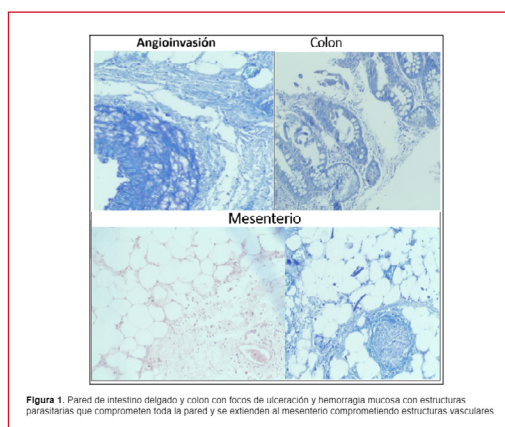 Angioinvasión
Colon
Mesenterio
Figura 1. Pared de intestino delgado y colon con focos de ulceración y hemorragia mucosa con estructuras
parasitarias que comprometen toda la pared y se extienden al mesenterio comprometiendo estructuras vasculares